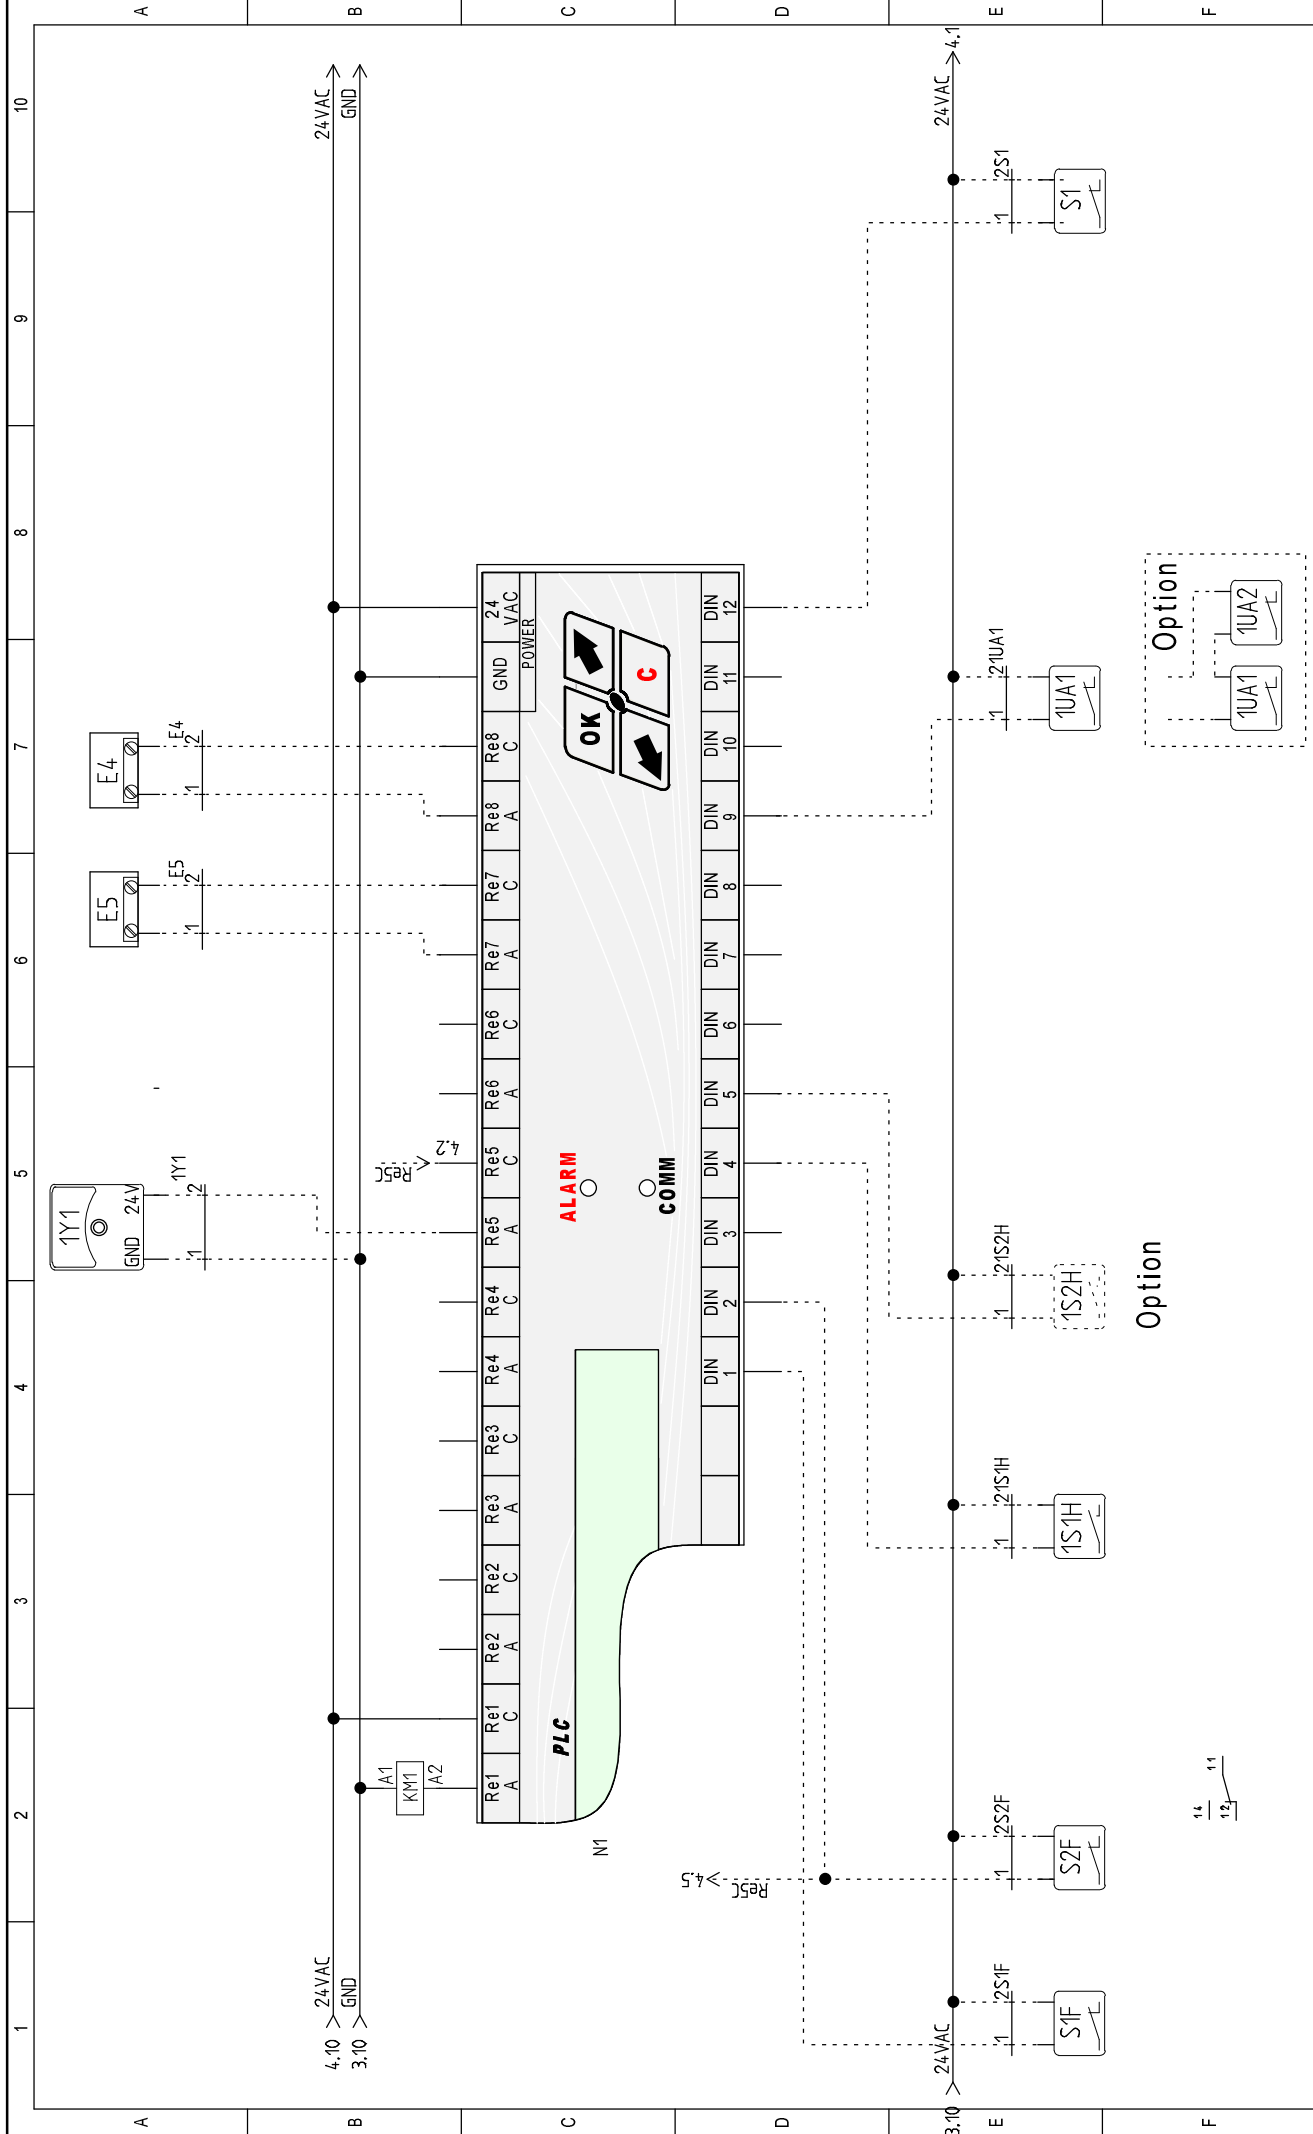 1 2 3 4 5 6 7 8 9 10
A
B
C
D
E
F
A
B
C
D
E
F
1Y1
GND 24V
1 2 1Y1
E5
1 2 E5
E4
1 2 E4
4.10 24VAC 24VAC
3.10 GND GND
A1
KM1
A2
Re5C
4.2
Re1 A
Re1 C
Re2 A
Re2 C
Re3 A
Re3 C
Re4 A
Re4 C
Re5 A
Re5 C
Re6 A
Re6 C
Re7 A
Re7 C
Re8 A
Re8 C
GND
24 VAC
POWER
N1
PLC
ALARM
COMM
OK
C
DIN 1
DIN 2
DIN 3
DIN 4
DIN 5
DIN 6
DIN 7
DIN 8
DIN 9
DIN 10
DIN 11
DIN 12
4.5
Re5C
3.10 24VAC 24VAC 4.1
1 2S1F
S1F
1 2S2F
S2F
1 21S1H
1S1H
1 21S2H
1S2H
Option
1 21UA1
1UA1
1 2S1
S1
Option
1UA1 1UA2
14
12 11